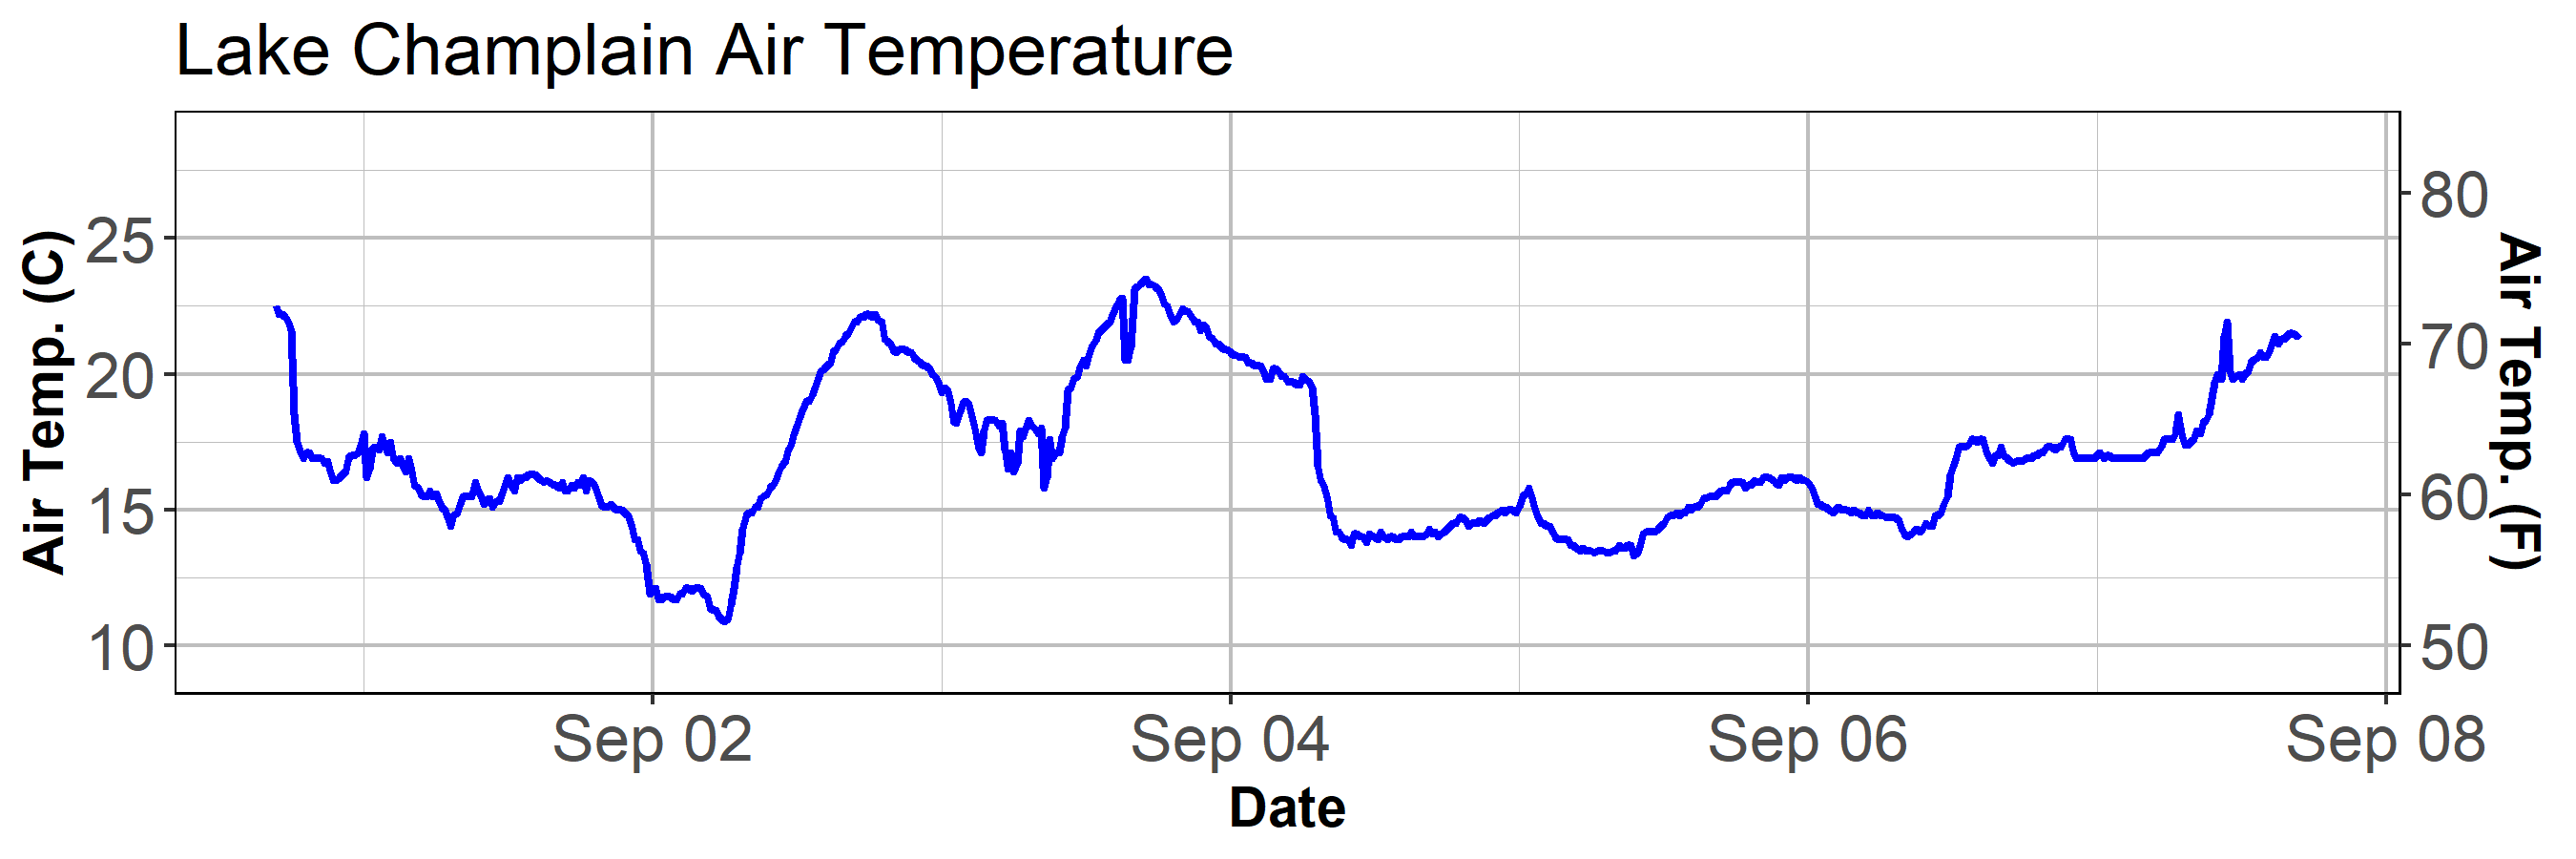 Lake Champlain Air Temperature
Air Temp. (C)
25
20
15
10
80
70
60
50
Air Temp. (F)
Sep 02 Sep 04 Sep 06 Sep 08
Date